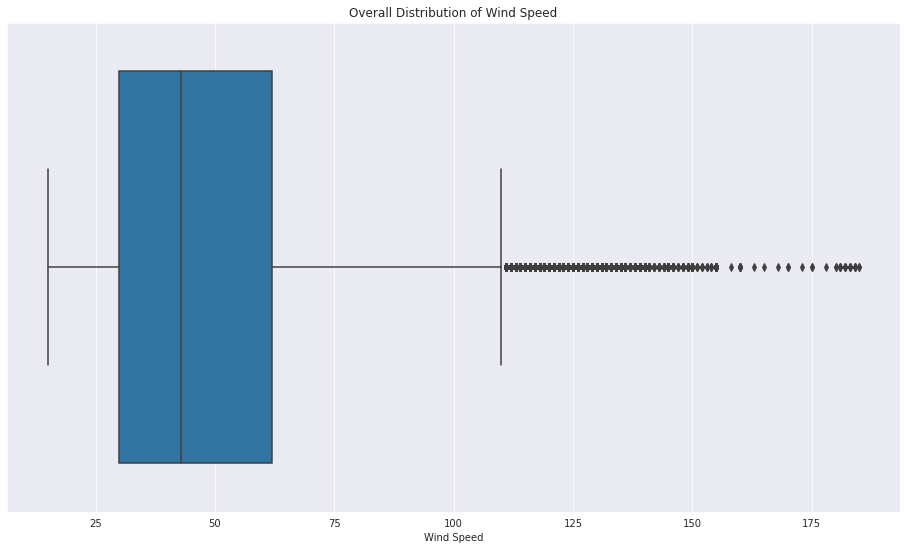 Overall Distribution of Wind Speed
25 50 75 100 125 150 175
Wind Speed